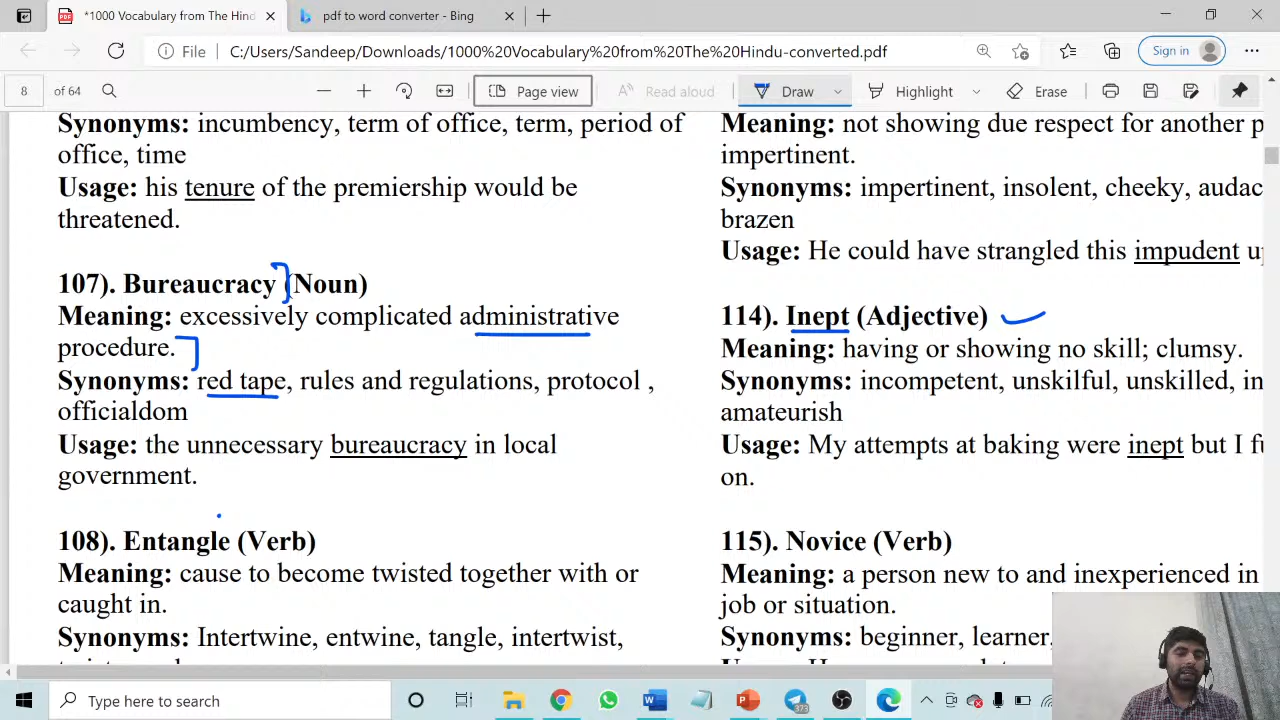 *1000 Vocabulary from The Hind
pdf to word converter - Bing
File
C:/Users/Sandeep/Downloads/1000%20Vocabulary%20from%20The%20Hindu-converted.pdf
Sign in
8 of 64
Page view
Read aloud
Draw
Highlight
Erase
Synonyms: incumbency, term of office, term, period of
office, time
Usage: his tenure of the premiership would be
threatened.
107). Bureaucracy (Noun)
Meaning: excessively complicated administrative
procedure.
Synonyms: red tape, rules and regulations, protocol ,
officialdom
Usage: the unnecessary bureaucracy in local
government.
108). Entangle (Verb)
Meaning: cause to become twisted together with or
caught in.
Synonyms: Intertwine, entwine, tangle, intertwist,
Meaning: not showing due respect for another p
impertinent.
Synonyms: impertinent, insolent, cheeky, audac
brazen
Usage: He could have strangled this impudent u
114). Inept (Adjective)
Meaning: having or showing no skill; clumsy.
Synonyms: incompetent, unskilful, unskilled, in
amateurish
Usage: My attempts at baking were inept but I f
on.
115). Novice (Verb)
Meaning: a person new to and inexperienced in
job or situation.
Synonyms: beginner, learner,
Type here to search